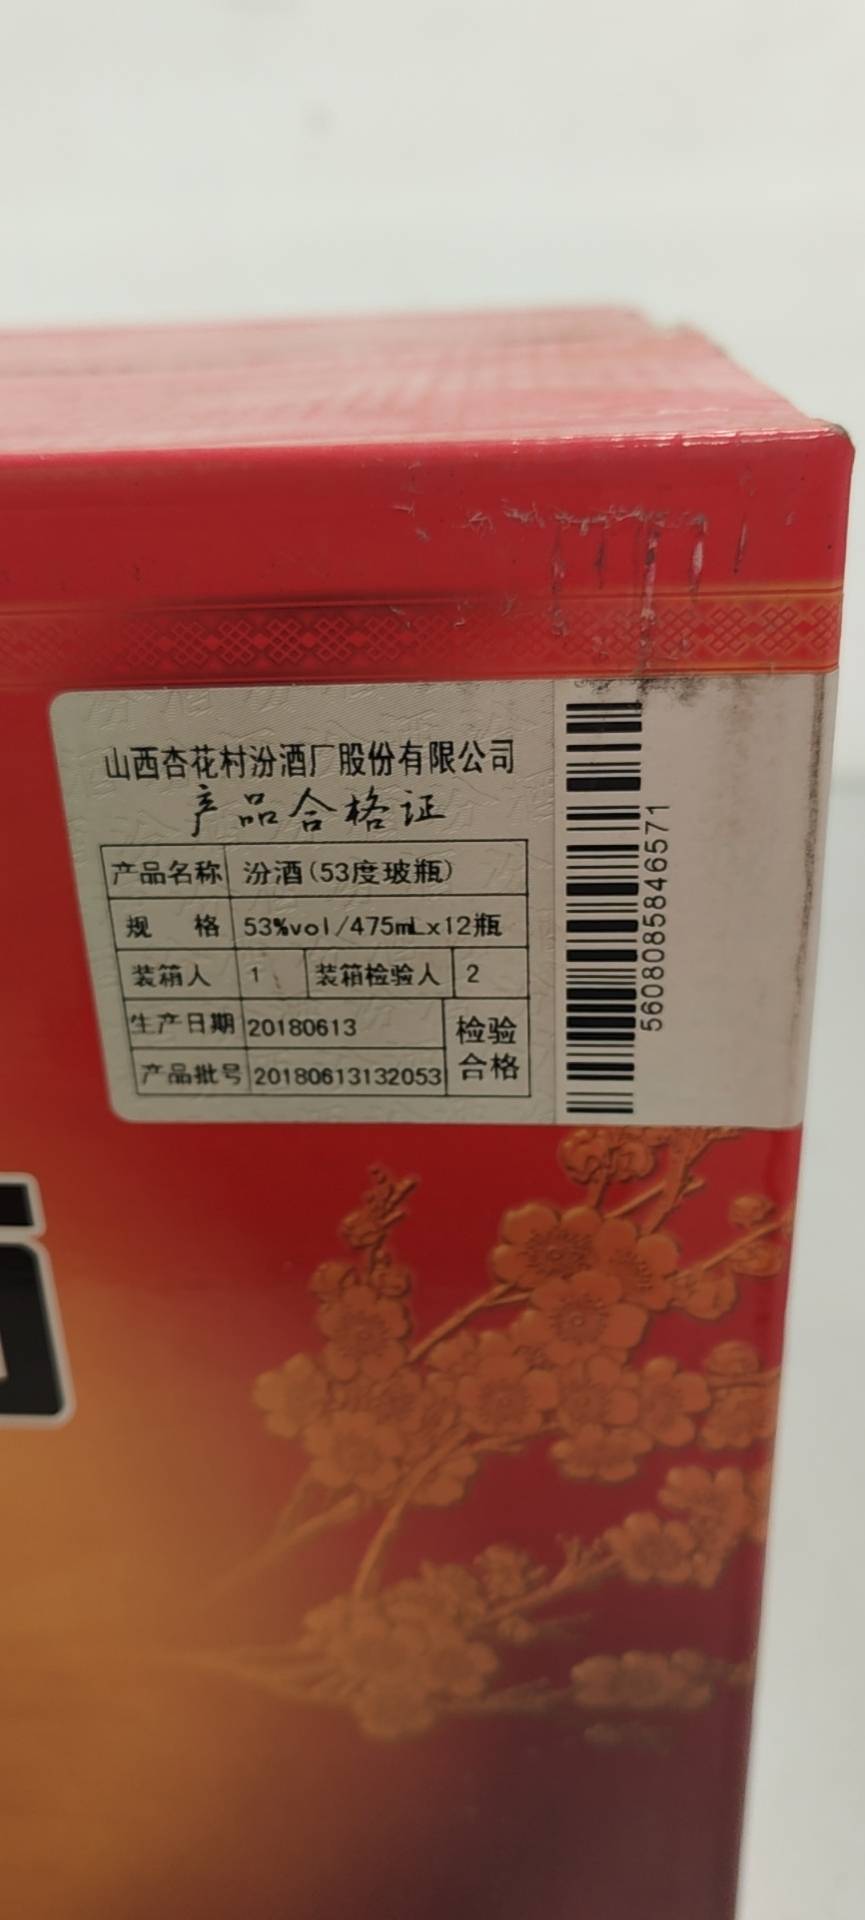 山西杏花村汾酒厂股份有限公司
产品合格证
产品名称 汾酒(53度玻瓶)
规 格 53%vol/475mLx12瓶
装箱人 1 装箱检验人 2
生产日期 20180613 检验
产品批号 20180613132053 合格
5608085846571